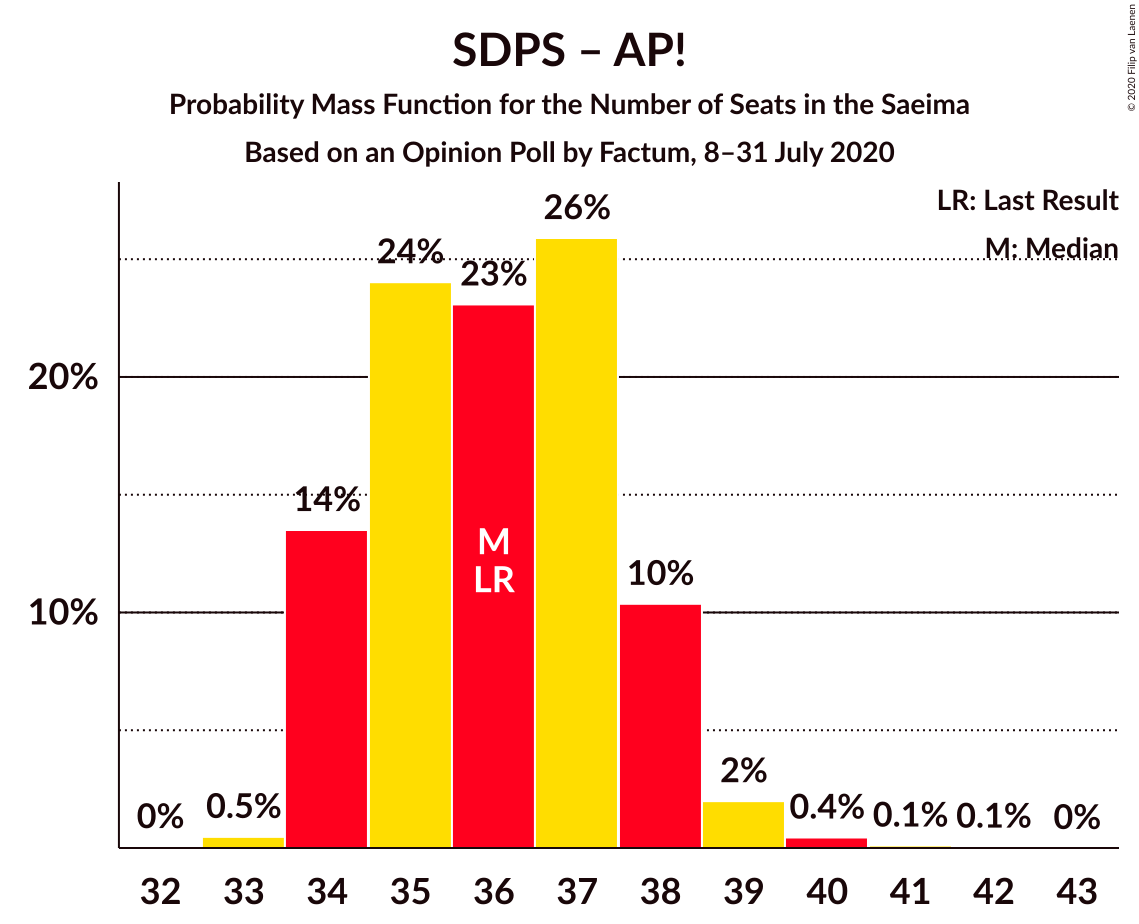 SDPS – AP!
Probability Mass Function for the Number of Seats in the Saeima
Based on an Opinion Poll by Factum, 8–31 July 2020
© 2020 Filip van Laenen
LR: Last Result
M: Median
26%
24%
23%
20%
14%
M
LR
10%
10%
2%
0%
0.5%
0.4%
0.1%
0.1%
0%
32 33 34 35 36 37 38 39 40 41 42 43